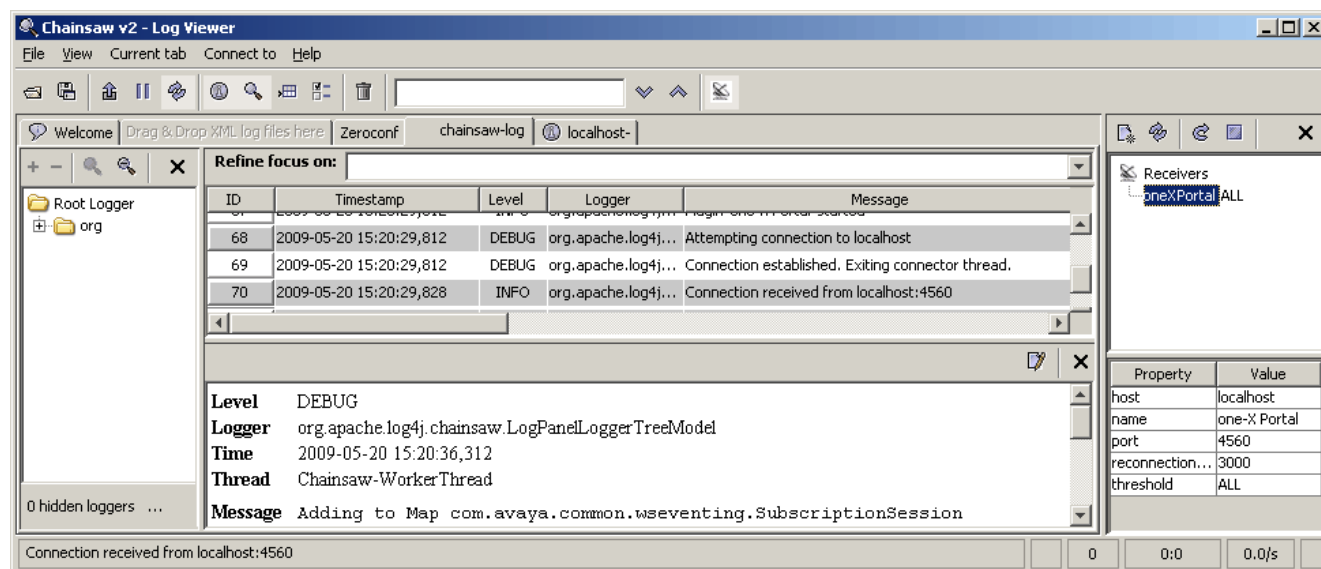 Chainsaw v2 - Log Viewer
File View Current tab Connect to Help
Welcome Drag & Drop XML log files here Zeroconf chainsaw-log localhost-
Refine focus on:
Root Logger
org
0 hidden loggers ...
ID Timestamp Level Logger Message
68 2009-05-20 15:20:29,812 DEBUG org.apache.log4j... Attempting connection to localhost
69 2009-05-20 15:20:29,812 DEBUG org.apache.log4j... Connection established. Exiting connector thread.
70 2009-05-20 15:20:29,828 INFO org.apache.log4j... Connection received from localhost:4560
Level DEBUG
Logger org.apache.log4j.chainsaw.LogPanelLoggerTreeModel
Time 2009-05-20 15:20:36,312
Thread Chainsaw-WorkerThread
Message Adding to Map com.avaya.common.wseventing.SubscriptionSession
Receivers
oneXPortal ALL
Property Value
host localhost
name one-X Portal
port 4560
reconnection... 3000
threshold ALL
Connection received from localhost:4560 0 0:0 0.0/s